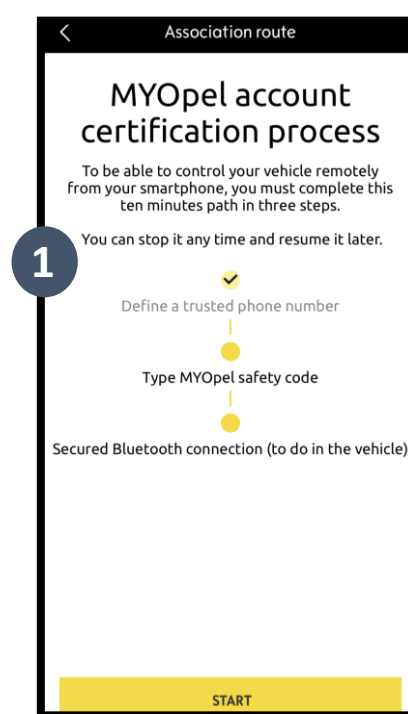 Association route
MYOpel account
certification process
To be able to control your vehicle remotely
from your smartphone, you must complete this
ten minutes path in three steps.
You can stop it any time and resume it later.
1
Define a trusted phone number
Type MYOpel safety code
Secured Bluetooth connection (to do in the vehicle)
START